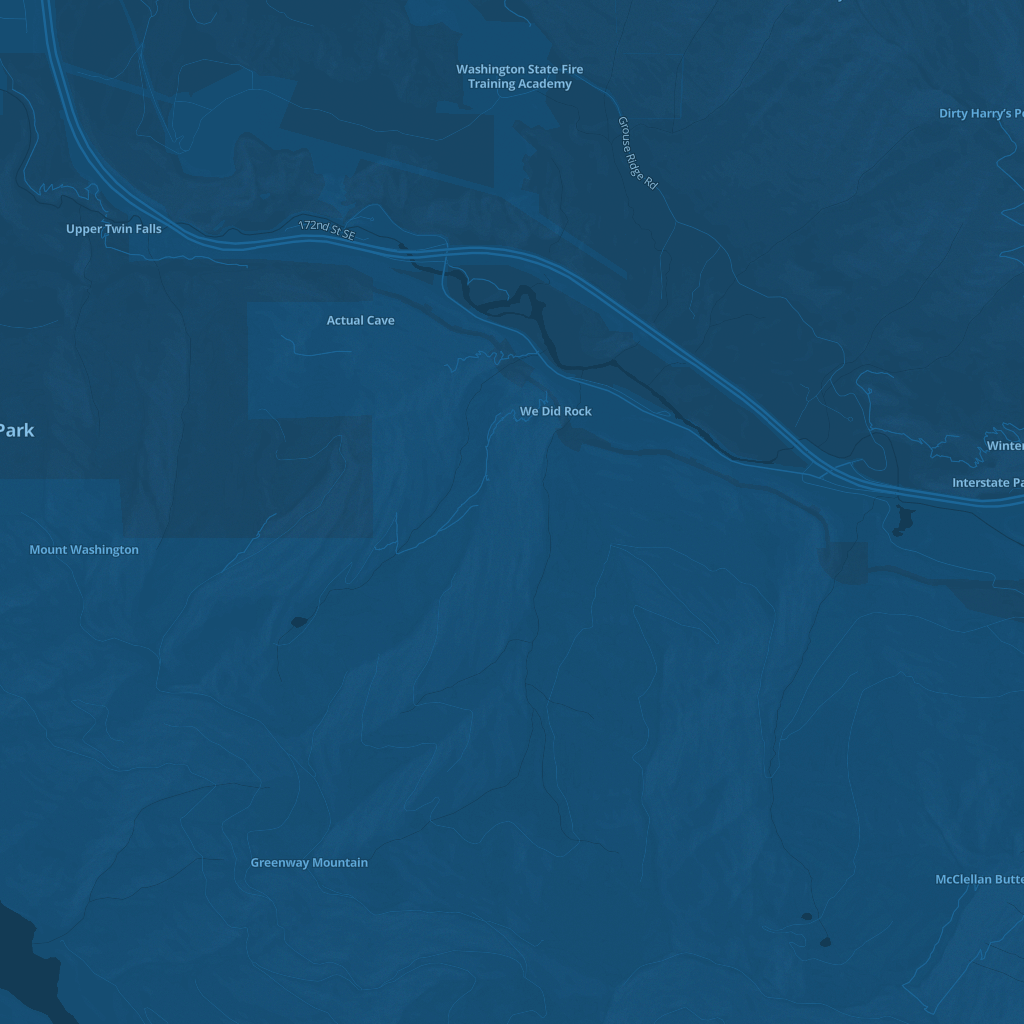 Washington State Fire
Training Academy
Dirty Harry's Pe
Grouse Ridge Rd
Upper Twin Falls
172nd St SE
Actual Cave
We Did Rock
Park
Winter
Interstate Pa
Mount Washington
Greenway Mountain
McClellan Butte